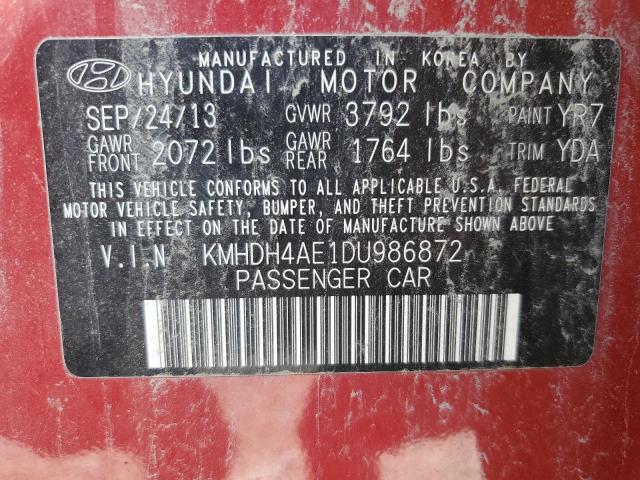 MANUFACTURED IN KOREA BY
HYUNDAI MOTOR COMPANY
SEP/24/13 GVWR 3792 lbs PAINT YR7
GAWR FRONT 2072 lbs GAWR REAR 1764 lbs TRIM YDA
THIS VEHICLE CONFORMS TO ALL APPLICABLE U.S.A. FEDERAL
MOTOR VEHICLE SAFETY, BUMPER, AND THEFT PREVENTION STANDARDS
IN EFFECT ON THE DATE OF MANUFACTURE SHOWN ABOVE.
V.I.N KMHDH4AE1DU986872
PASSENGER CAR